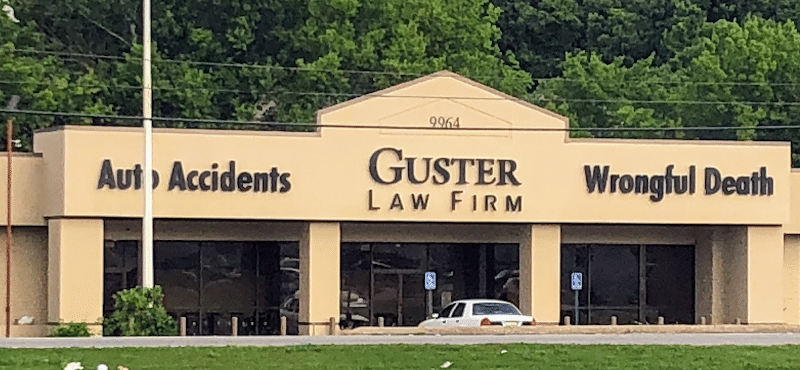 9964
Auto Accidents
GUSTER
LAW FIRM
Wrongful Death